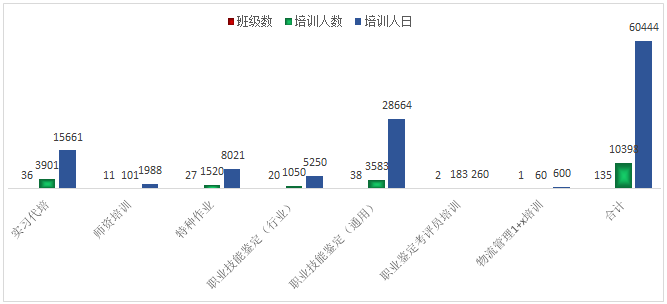 班级数 培训人数 培训人日
36 3901 15661
11 101 1988
27 1520 8021
20 1050 5250
38 3583 28664
2 183 260
1 60 600
135 10398 60444
实习代培
师资培训
特种作业
职业技能鉴定（行业）
职业技能鉴定（通用）
职业鉴定考评员培训
物流管理1+x培训
合计